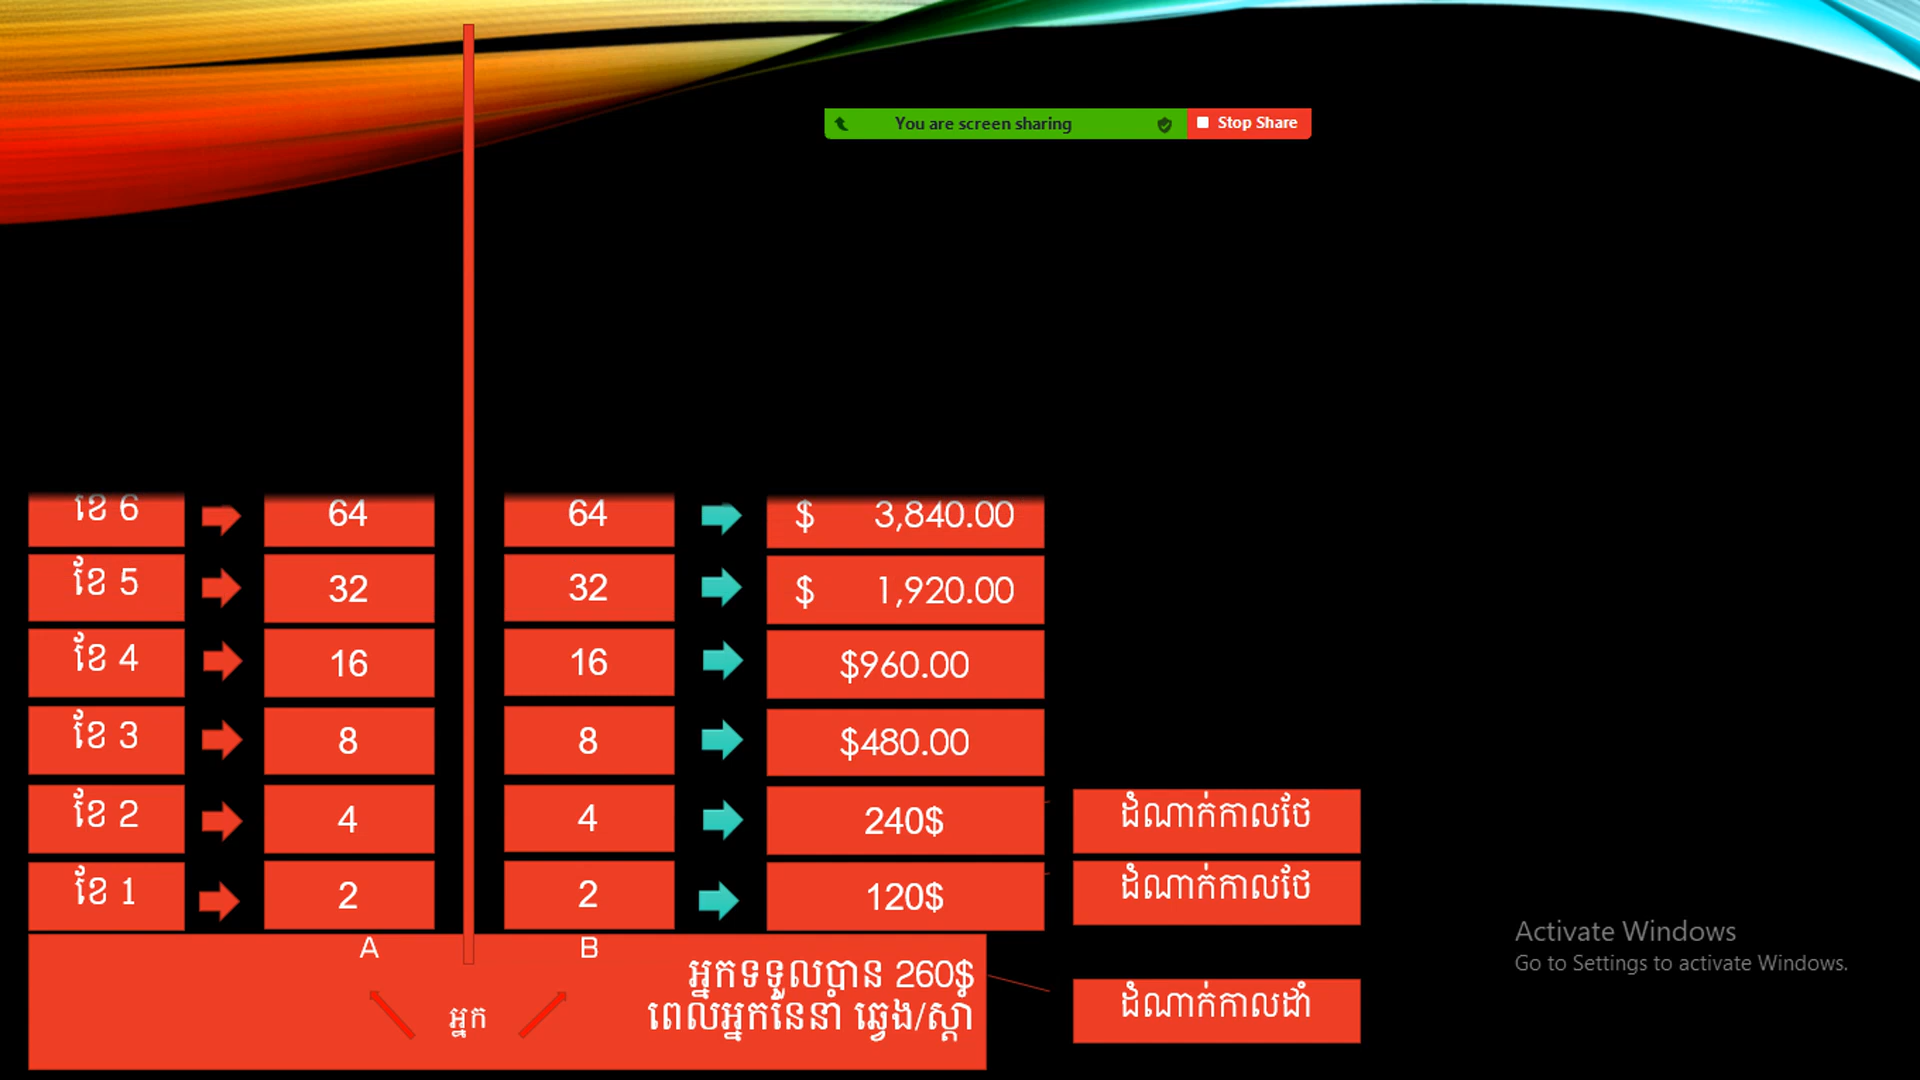 You are screen sharing
Stop Share
ខែ 6 64 64 $ 3,840.00
ខែ 5 32 32 $ 1,920.00
ខែ 4 16 16 $960.00
ខែ 3 8 8 $480.00
ខែ 2 4 4 240$ ដំណាក់កាលថែ
ខែ 1 2 2 120$ ដំណាក់កាលថែ
A B
អ្នកទទួលបាន 260$
ពេលអ្នកនែនាំ ឆ្វេង/ស្ដាំ
អ្នក
ដំណាក់កាលដាំ
Activate Windows
Go to Settings to activate Windows.